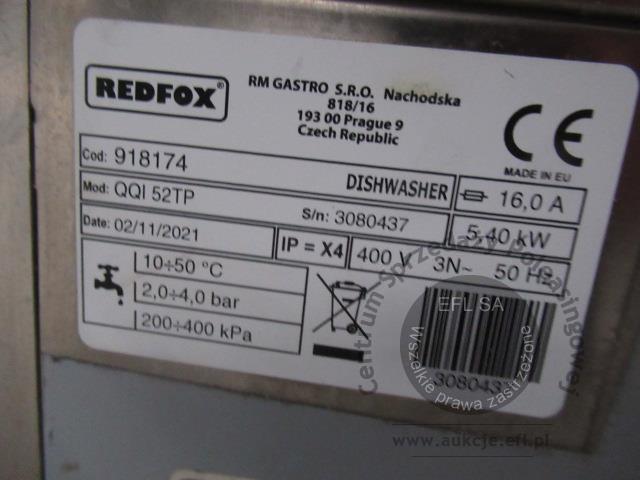 REDFOX®
RM GASTRO S.R.O. Nachodska
818/16
193 00 Prague 9
Czech Republic
CE
MADE IN EU
Cod: 918174
DISHWASHER
16,0 A
Mod: QQI 52TP
S/n: 3080437
5,40 kW
Date: 02/11/2021
IP = X4
400 V 3N~ 50 Hz
10÷50 °C
2,0÷4,0 bar
200÷400 kPa
3080437
Centrum Sprzedaży Poleasingowej
EFL SA
Wszelkie prawa zastrzeżone
www.aukcje.efl.pl